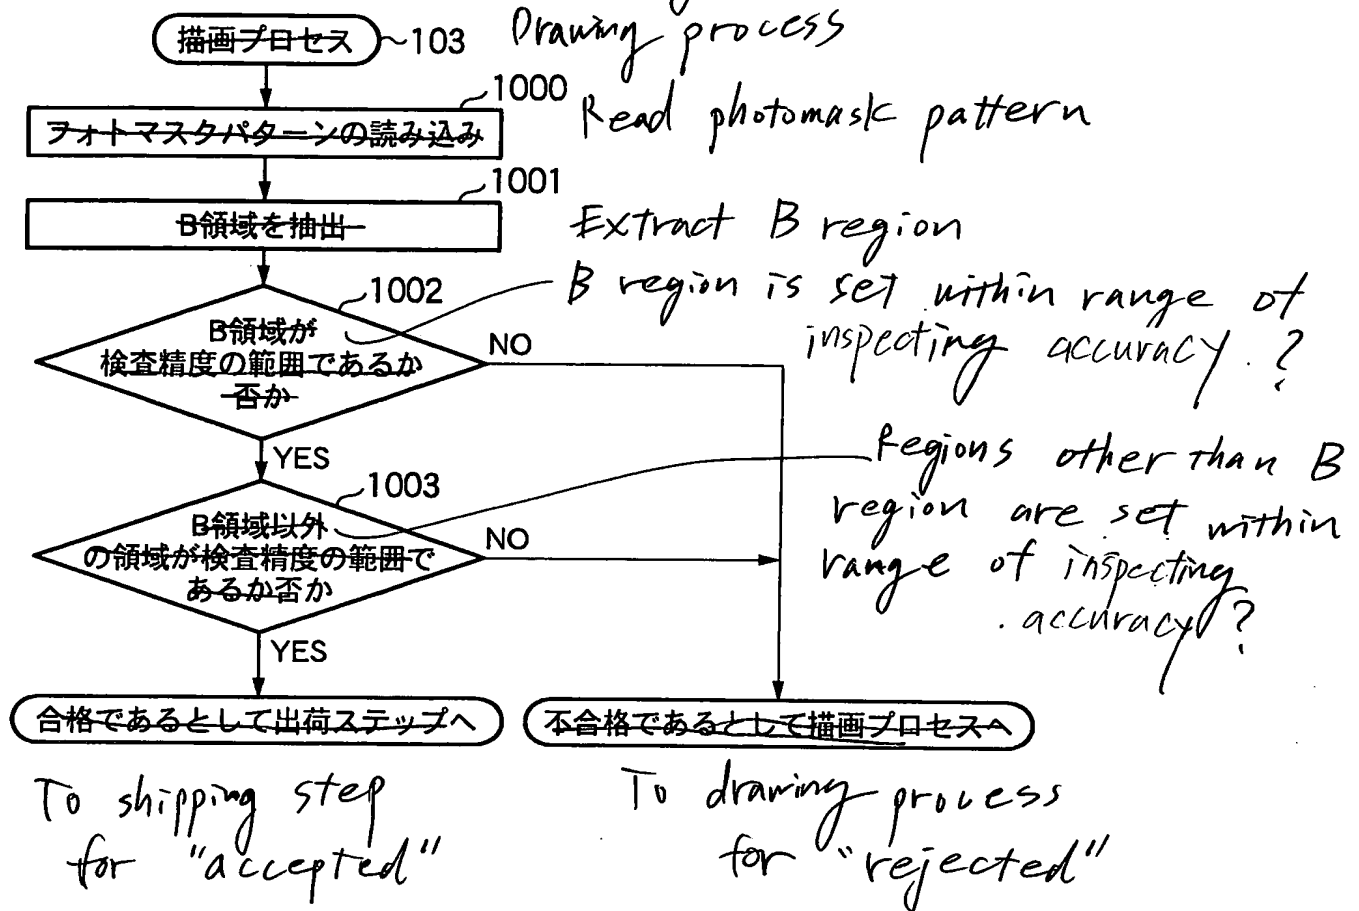 描画プロセス 103 Drawing process
1000
フォトマスクパターンの読み込み Read photomask pattern
1001
B領域を抽出 Extract B region
1002 B region is set within range of
inspecting accuracy ?
B領域が
検査精度の範囲であるか
否か
NO
YES
Regions other than B
region are set within
range of inspecting
accuracy ?
1003
B領域以外
の領域が検査精度の範囲で
あるか否か
NO
YES
合格であるとして出荷ステップへ
不合格であるとして描画プロセスへ
To shipping step
for "accepted"
To drawing process
for "rejected"